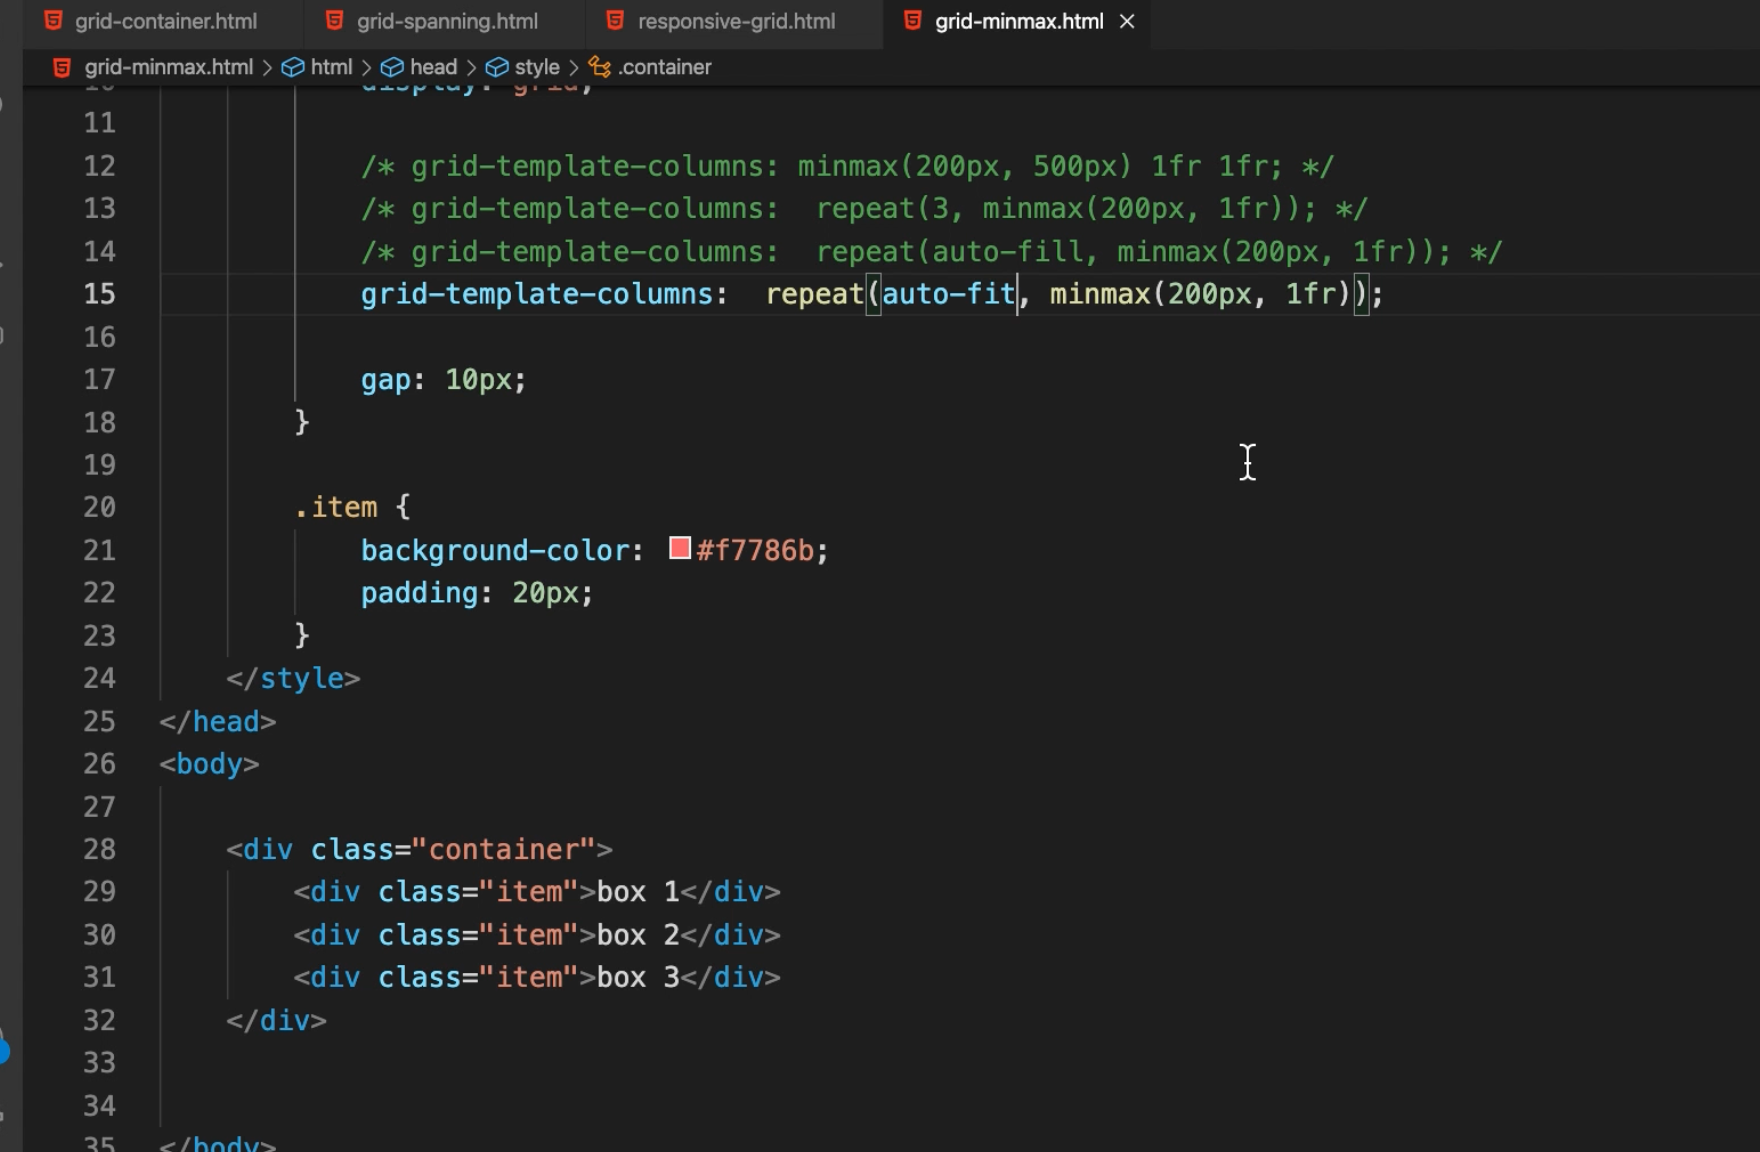 grid-container.html grid-spanning.html responsive-grid.html grid-minmax.html
grid-minmax.html > html > head > style > .container
10 display: grid;
11
12 /* grid-template-columns: minmax(200px, 500px) 1fr 1fr; */
13 /* grid-template-columns:  repeat(3, minmax(200px, 1fr)); */
14 /* grid-template-columns:  repeat(auto-fill, minmax(200px, 1fr)); */
15 grid-template-columns:  repeat(auto-fit, minmax(200px, 1fr));
16
17 gap: 10px;
18 }
19
20 .item {
21 background-color: #f7786b;
22 padding: 20px;
23 }
24 </style>
25 </head>
26 <body>
27
28 <div class="container">
29 <div class="item">box 1</div>
30 <div class="item">box 2</div>
31 <div class="item">box 3</div>
32 </div>
33
34
35 </body>